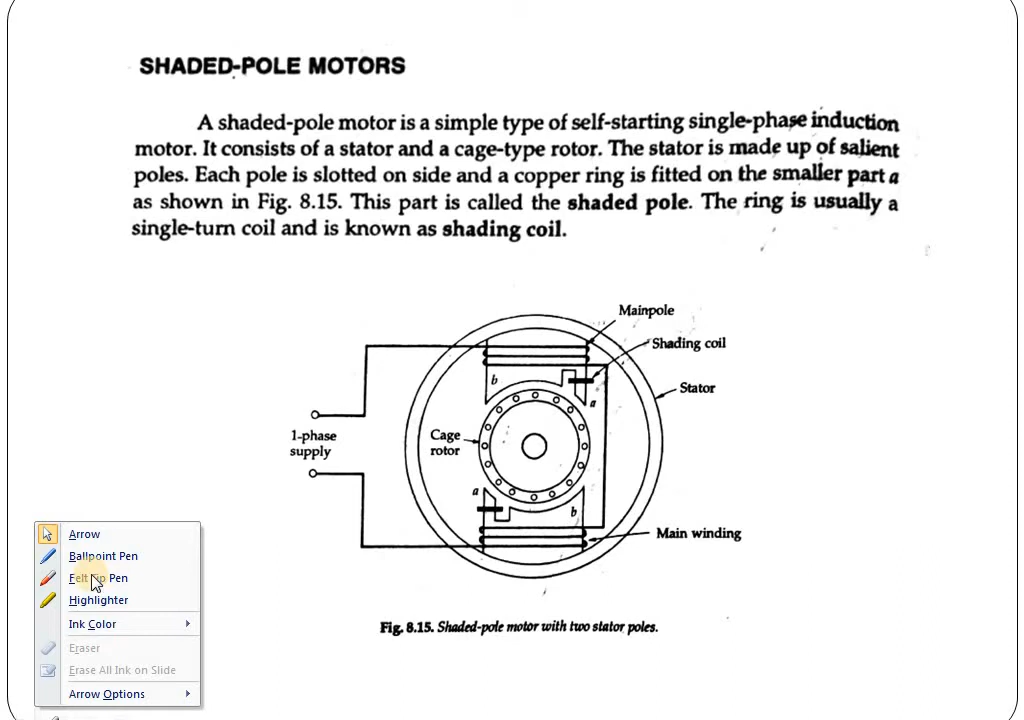 SHADED-POLE MOTORS
A shaded-pole motor is a simple type of self-starting single-phase induction
motor. It consists of a stator and a cage-type rotor. The stator is made up of salient
poles. Each pole is slotted on side and a copper ring is fitted on the smaller part a
as shown in Fig. 8.15. This part is called the shaded pole. The ring is usually a
single-turn coil and is known as shading coil.
Mainpole
Shading coil
b
Stator
a
1-phase
supply
Cage
rotor
a
b
Main winding
Fig. 8.15. Shaded-pole motor with two stator poles.
Arrow
Ballpoint Pen
Felt Tip Pen
Highlighter
Ink Color
Eraser
Erase All Ink on Slide
Arrow Options